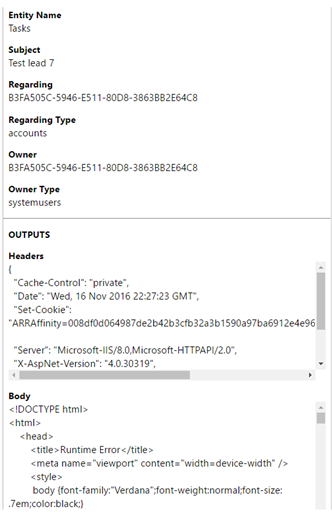 Entity Name
Tasks
Subject
Test lead 7
Regarding
B3FA505C-5946-E511-80D8-3863BB2E64C8
Regarding Type
accounts
Owner
B3FA505C-5946-E511-80D8-3863BB2E64C8
Owner Type
systemusers
OUTPUTS
Headers
{
"Cache-Control": "private",
"Date": "Wed, 16 Nov 2016 22:27:23 GMT",
"Set-Cookie":
"ARRAffinity=008df0d064987de2b42b3cfb32a3b1590a97ba6912e4e96
"Server": "Microsoft-IIS/8.0,Microsoft-HTTPAPI/2.0",
"X-AspNet-Version": "4.0.30319",
Body
<!DOCTYPE html>
<html>
<head>
<title>Runtime Error</title>
<meta name="viewport" content="width=device-width" />
<style>
body {font-family:"Verdana";font-weight:normal;font-size:
.7em;color:black;}